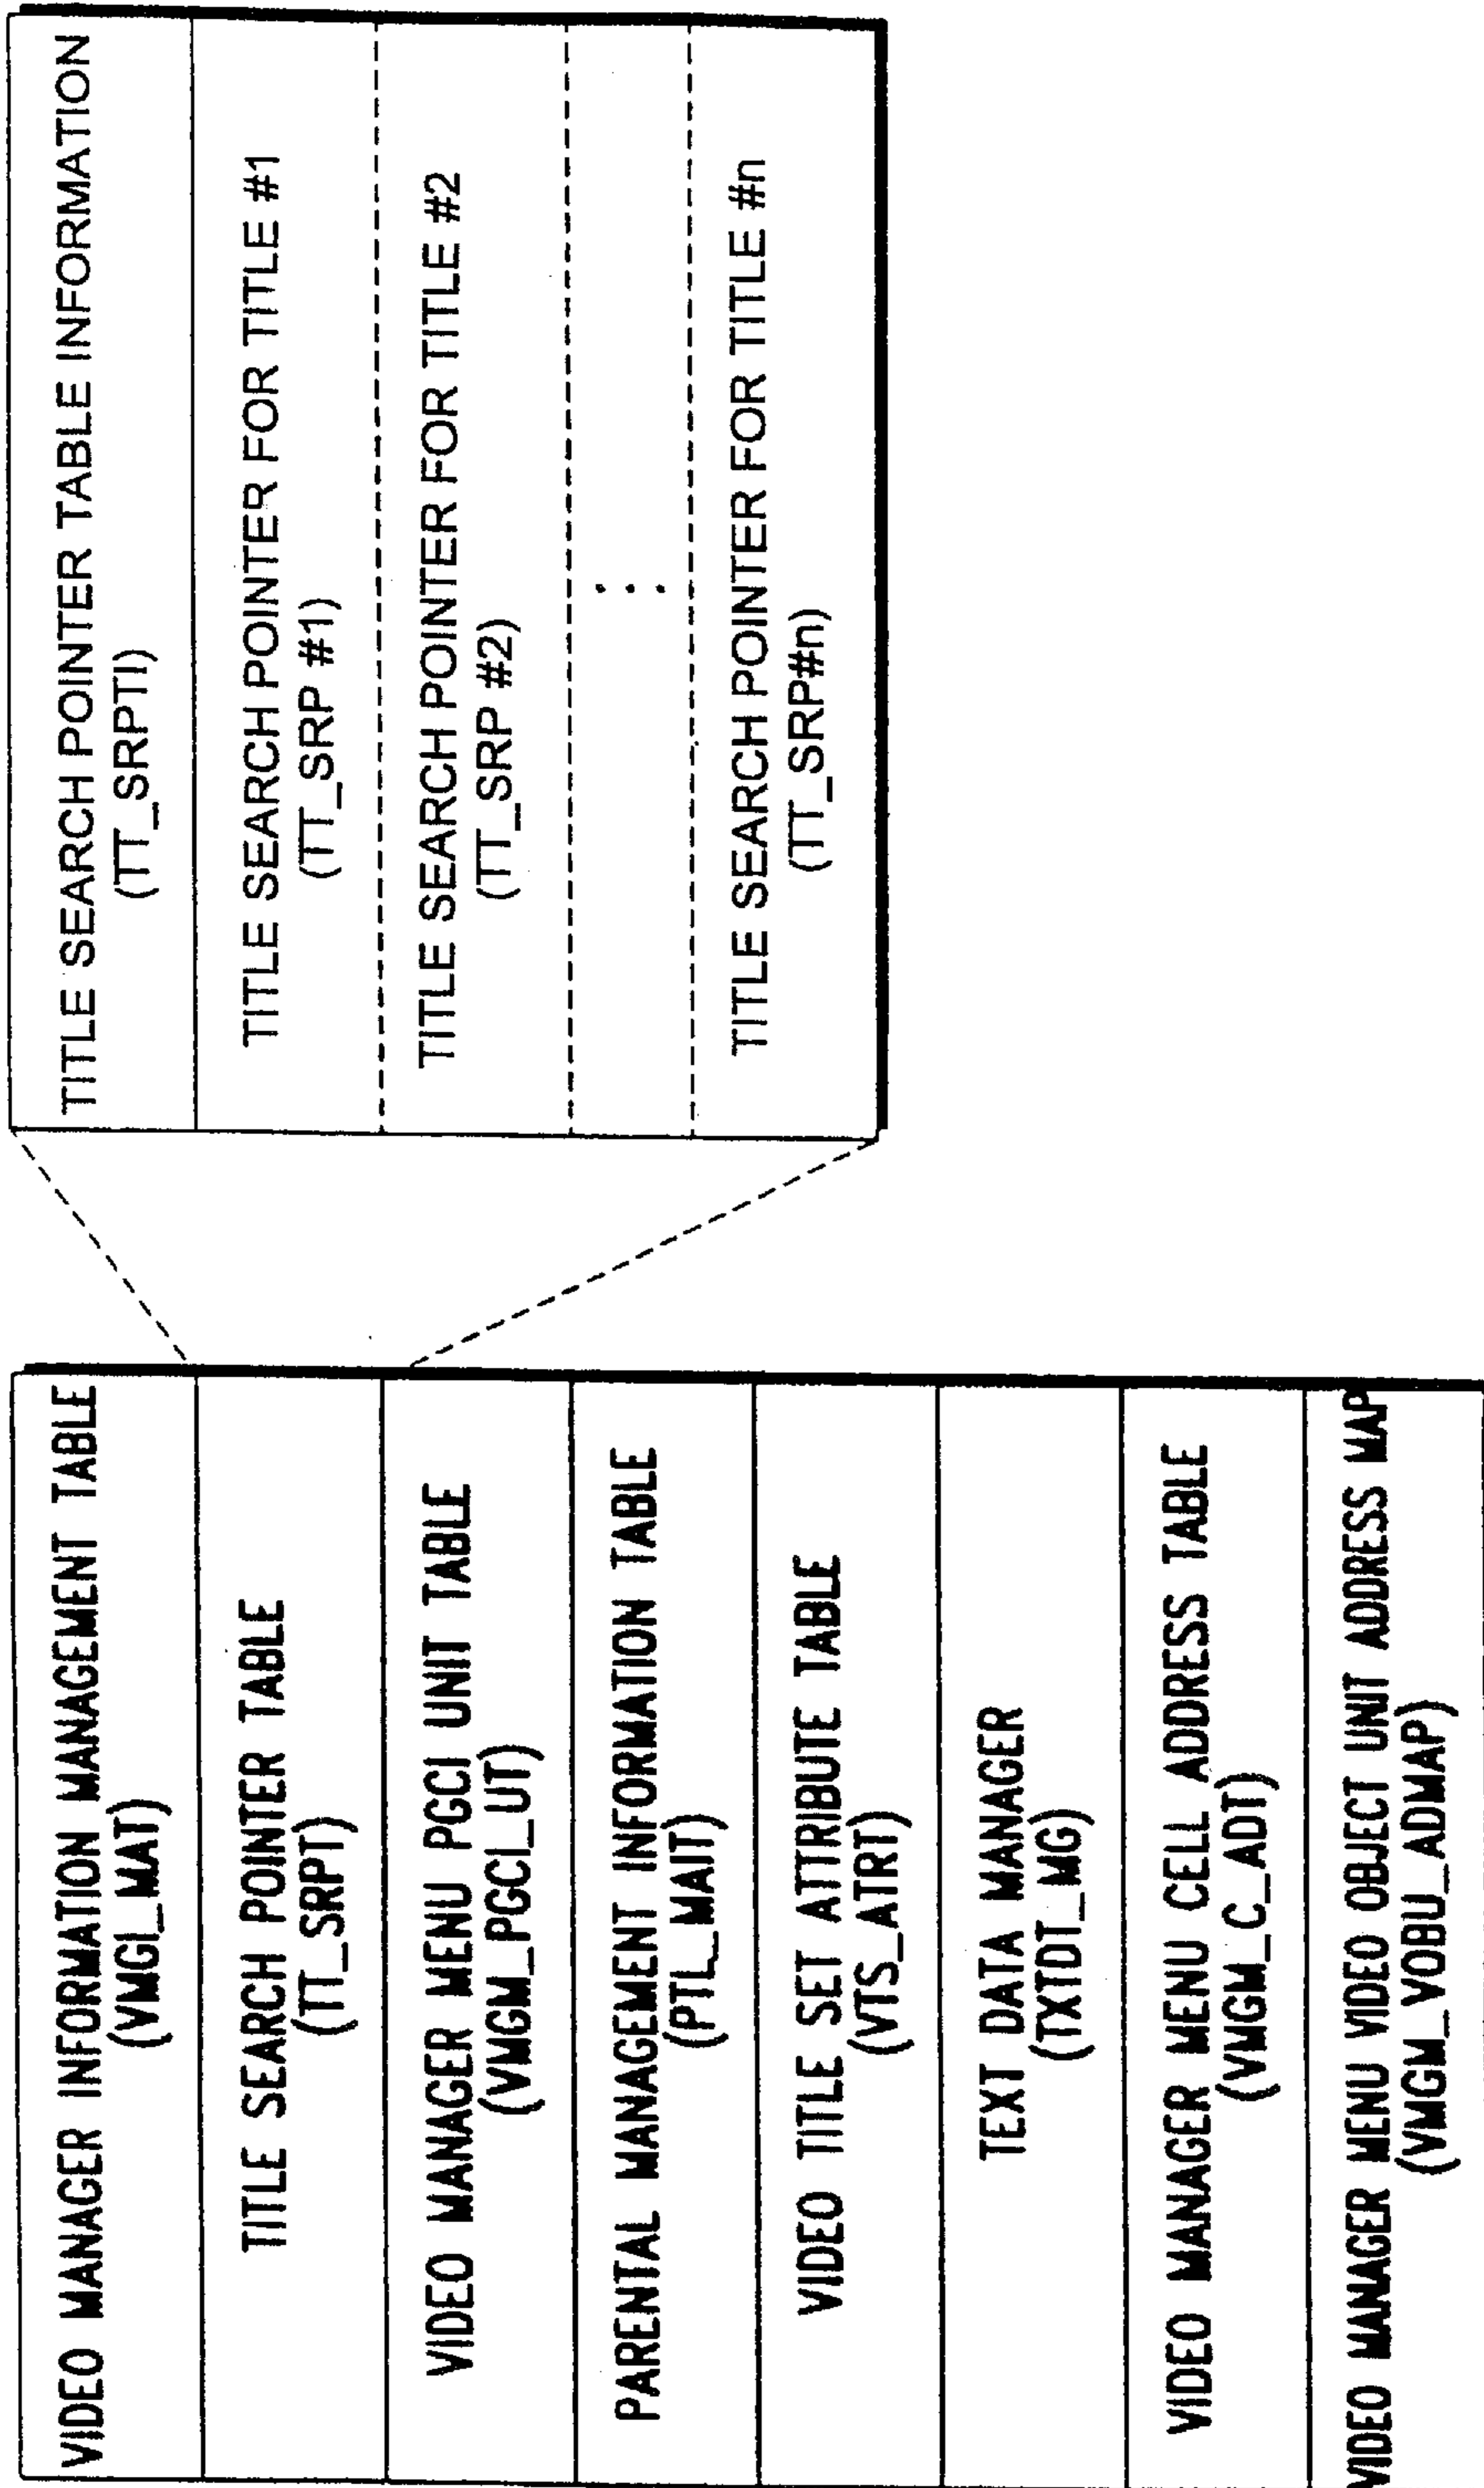 VIDEO MANAGER INFORMATION MANAGEMENT TABLE
(VMGI_MAT)
TITLE SEARCH POINTER TABLE
(TT_SRPT)
VIDEO MANAGER MENU PGCI UNIT TABLE
(VMGM_PGCI_UT)
PARENTAL MANAGEMENT INFORMATION TABLE
(PTL_MAIT)
VIDEO TITLE SET ATTRIBUTE TABLE
(VTS_ATRT)
TEXT DATA MANAGER
(TXTDT_MG)
VIDEO MANAGER MENU CELL ADDRESS TABLE
(VMGM_C_ADT)
VIDEO MANAGER MENU VIDEO OBJECT UNIT ADDRESS MAP
(VMGM_VOBU_ADMAP)
TITLE SEARCH POINTER TABLE INFORMATION
(TT_SRPTI)
TITLE SEARCH POINTER FOR TITLE #1
(TT_SRP #1)
TITLE SEARCH POINTER FOR TITLE #2
(TT_SRP #2)
TITLE SEARCH POINTER FOR TITLE #n
(TT_SRP#n)